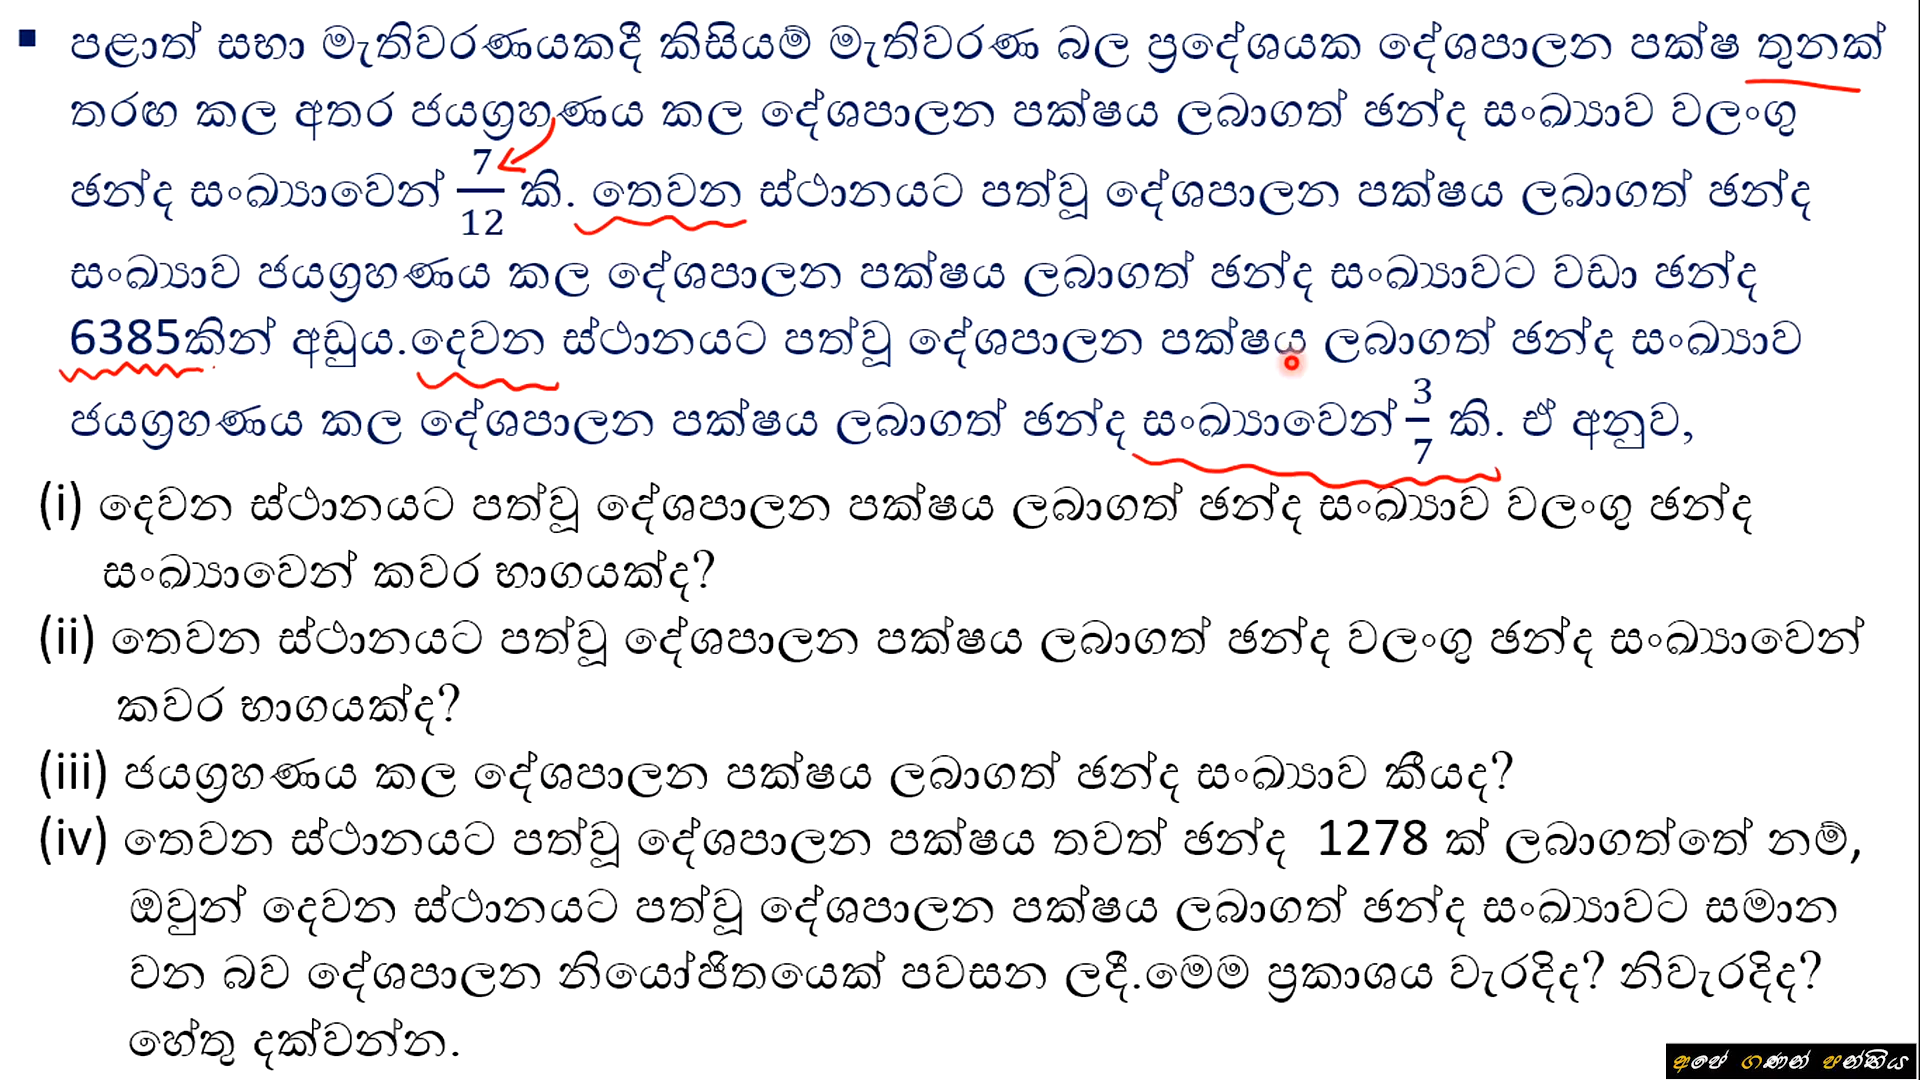 ▪ පළාත් සභා මැතිවරණයකදී කිසියම් මැතිවරණ බල ප්‍රදේශයක දේශපාලන පක්ෂ තුනක්
තරඟ කල අතර ජයග්‍රහණය කල දේශපාලන පක්ෂය ලබාගත් ඡන්ද සංඛ්‍යාව වලංගු
ඡන්ද සංඛ්‍යාවෙන් 7/12 කි. තෙවන ස්ථානයට පත්වූ දේශපාලන පක්ෂය ලබාගත් ඡන්ද
සංඛ්‍යාව ජයග්‍රහණය කල දේශපාලන පක්ෂය ලබාගත් ඡන්ද සංඛ්‍යාවට වඩා ඡන්ද
6385කින් අඩුය.දෙවන ස්ථානයට පත්වූ දේශපාලන පක්ෂය ලබාගත් ඡන්ද සංඛ්‍යාව
ජයග්‍රහණය කල දේශපාලන පක්ෂය ලබාගත් ඡන්ද සංඛ්‍යාවෙන් 3/7 කි. ඒ අනුව,
(i) දෙවන ස්ථානයට පත්වූ දේශපාලන පක්ෂය ලබාගත් ඡන්ද සංඛ්‍යාව වලංගු ඡන්ද
සංඛ්‍යාවෙන් කවර භාගයක්ද?
(ii) තෙවන ස්ථානයට පත්වූ දේශපාලන පක්ෂය ලබාගත් ඡන්ද වලංගු ඡන්ද සංඛ්‍යාවෙන්
කවර භාගයක්ද?
(iii) ජයග්‍රහණය කල දේශපාලන පක්ෂය ලබාගත් ඡන්ද සංඛ්‍යාව කීයද?
(iv) තෙවන ස්ථානයට පත්වූ දේශපාලන පක්ෂය තවත් ඡන්ද 1278 ක් ලබාගත්තේ නම්,
ඔවුන් දෙවන ස්ථානයට පත්වූ දේශපාලන පක්ෂය ලබාගත් ඡන්ද සංඛ්‍යාවට සමාන
වන බව දේශපාලන නියෝජිතයෙක් පවසන ලදී.මෙම ප්‍රකාශය වැරදිද? නිවැරදිද?
හේතු දක්වන්න.
අපේ ගණන් පන්තිය